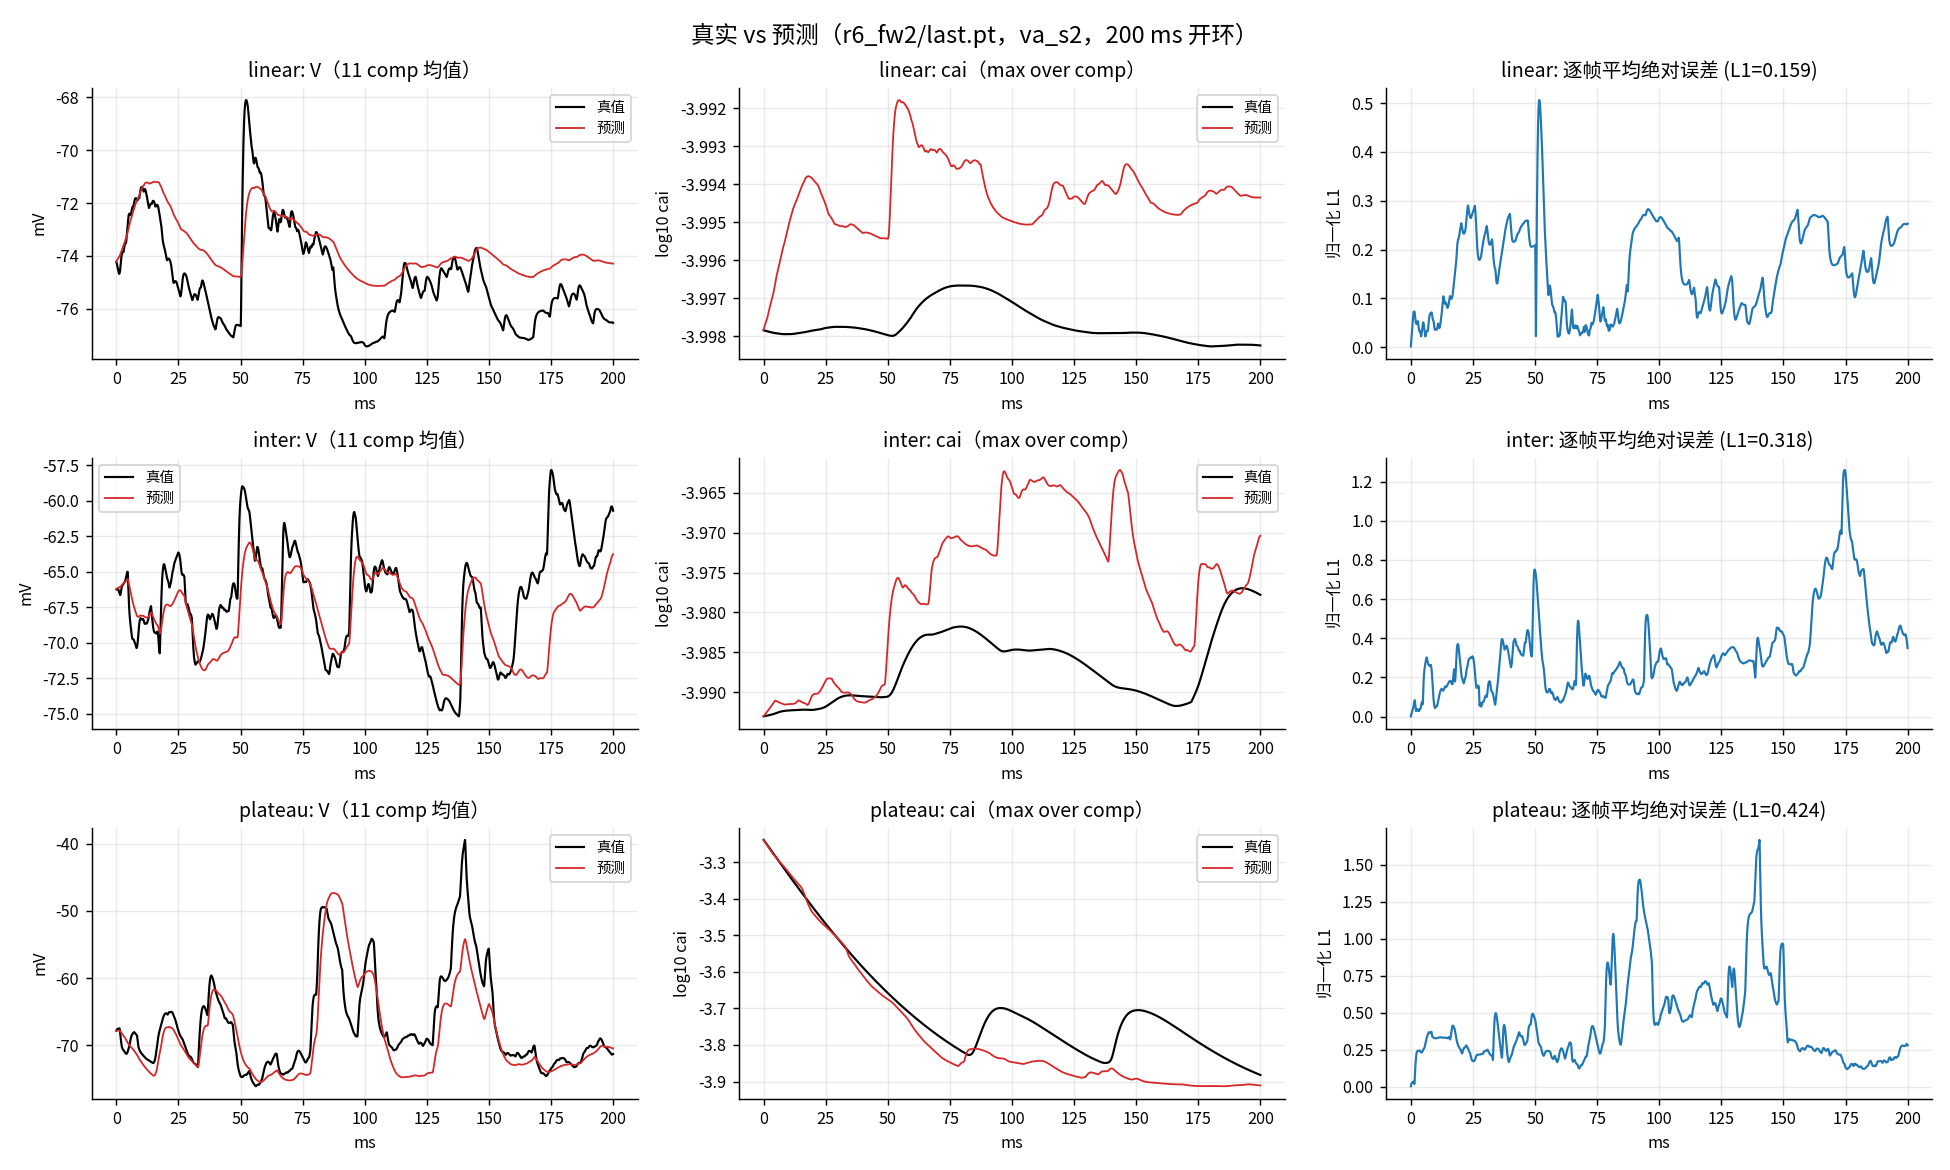 真实 vs 预测（r6_fw2/last.pt，va_s2，200 ms 开环）
linear: V（11 comp 均值）
-68
-70
-72
-74
-76
mV
真值
预测
0 25 50 75 100 125 150 175 200
ms
linear: cai（max over comp）
-3.992
-3.993
-3.994
-3.995
-3.996
-3.997
-3.998
log10 cai
真值
预测
0 25 50 75 100 125 150 175 200
ms
linear: 逐帧平均绝对误差 (L1=0.159)
0.5
0.4
0.3
0.2
0.1
0.0
归一化 L1
0 25 50 75 100 125 150 175 200
ms
inter: V（11 comp 均值）
-57.5
-60.0
-62.5
-65.0
-67.5
-70.0
-72.5
-75.0
mV
真值
预测
0 25 50 75 100 125 150 175 200
ms
inter: cai（max over comp）
-3.965
-3.970
-3.975
-3.980
-3.985
-3.990
log10 cai
真值
预测
0 25 50 75 100 125 150 175 200
ms
inter: 逐帧平均绝对误差 (L1=0.318)
1.2
1.0
0.8
0.6
0.4
0.2
0.0
归一化 L1
0 25 50 75 100 125 150 175 200
ms
plateau: V（11 comp 均值）
-40
-50
-60
-70
mV
真值
预测
0 25 50 75 100 125 150 175 200
ms
plateau: cai（max over comp）
-3.3
-3.4
-3.5
-3.6
-3.7
-3.8
-3.9
log10 cai
真值
预测
0 25 50 75 100 125 150 175 200
ms
plateau: 逐帧平均绝对误差 (L1=0.424)
1.50
1.25
1.00
0.75
0.50
0.25
0.00
归一化 L1
0 25 50 75 100 125 150 175 200
ms